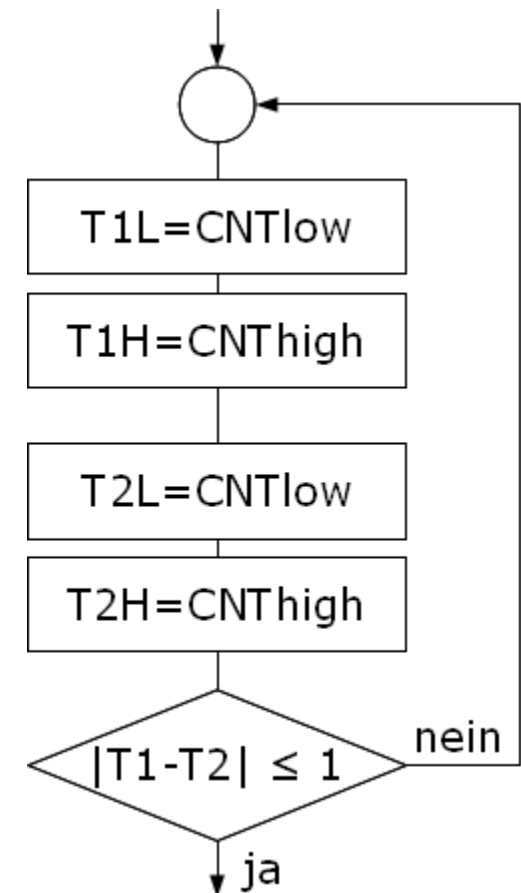 T1L=CNTlow
T1H=CNThigh
T2L=CNTlow
T2H=CNThigh
|T1-T2| ≤ 1
nein
ja